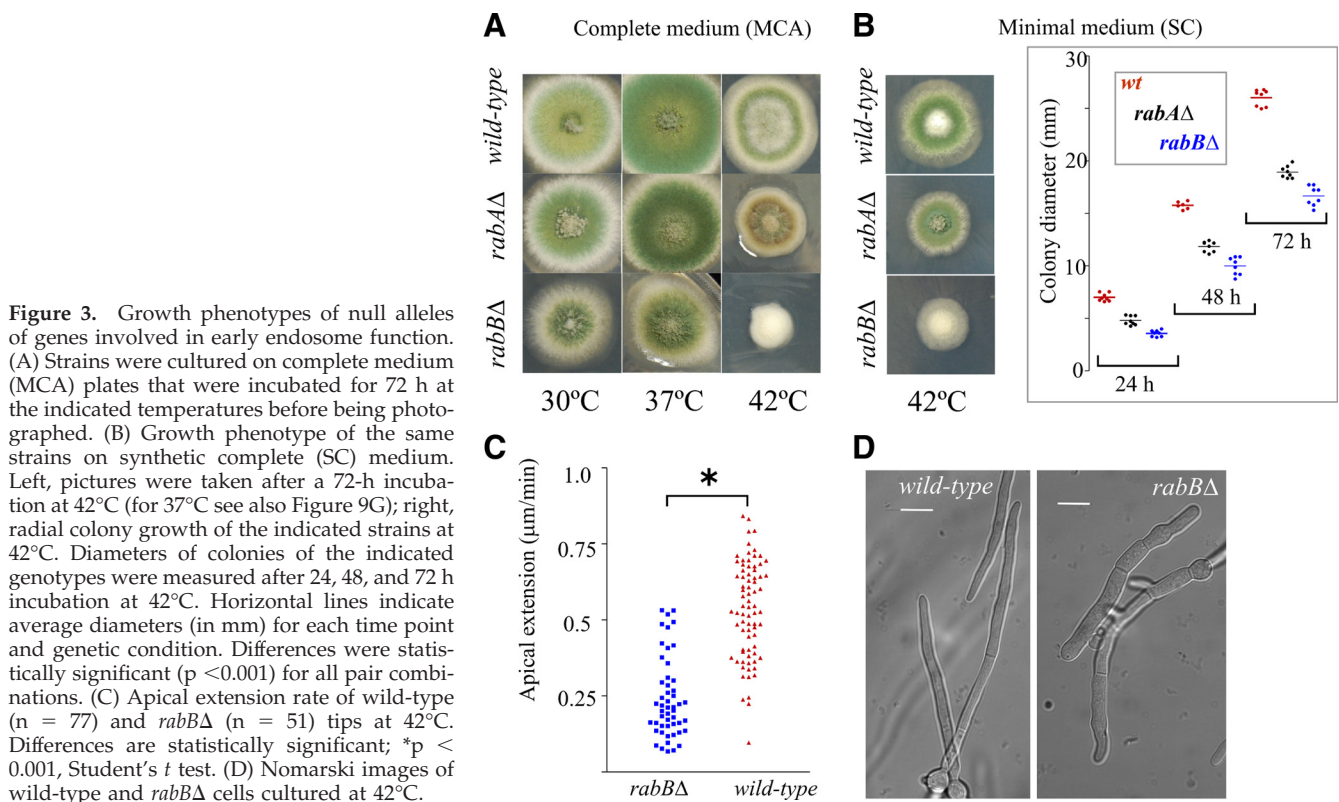 Figure 3. Growth phenotypes of null alleles
of genes involved in early endosome function.
(A) Strains were cultured on complete medium
(MCA) plates that were incubated for 72 h at
the indicated temperatures before being photo-
graphed. (B) Growth phenotype of the same
strains on synthetic complete (SC) medium.
Left, pictures were taken after a 72-h incuba-
tion at 42°C (for 37°C see also Figure 9G); right,
radial colony growth of the indicated strains at
42°C. Diameters of colonies of the indicated
genotypes were measured after 24, 48, and 72 h
incubation at 42°C. Horizontal lines indicate
average diameters (in mm) for each time point
and genetic condition. Differences were statis-
tically significant (p <0.001) for all pair combi-
nations. (C) Apical extension rate of wild-type
(n = 77) and rabBΔ (n = 51) tips at 42°C.
Differences are statistically significant; *p <
0.001, Student's t test. (D) Nomarski images of
wild-type and rabBΔ cells cultured at 42°C.
A
Complete medium (MCA)
wild-type
rabAΔ
rabBΔ
30ºC 37ºC 42ºC
B
Minimal medium (SC)
wild-type
rabAΔ
rabBΔ
42ºC
Colony diameter (mm)
30
20
10
0
wt
rabAΔ
rabBΔ
24 h
48 h
72 h
C
Apical extension (μm/min)
1.0
0.75
0.5
0.25
*
rabBΔ wild-type
D
wild-type
rabBΔ